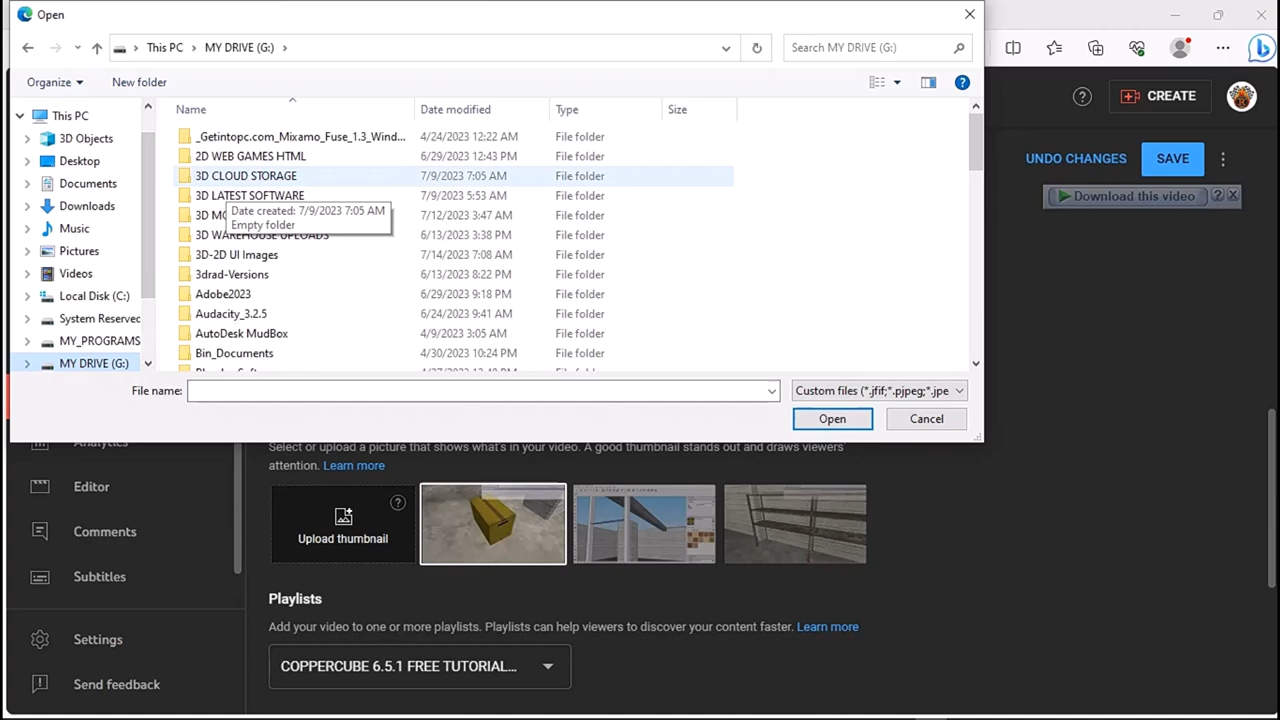 Open
This PC > MY DRIVE (G:) >
Search MY DRIVE (G:)
Organize
New folder
Name
Date modified
Type
Size
This PC
3D Objects
Desktop
Documents
Downloads
Music
Pictures
Videos
Local Disk (C:)
System Reserved
MY_PROGRAMS
MY DRIVE (G:)
_Getintopc.com_Mixamo_Fuse_1.3_Wind... 4/24/2023 12:22 AM File folder
2D WEB GAMES HTML 6/29/2023 12:43 PM File folder
3D CLOUD STORAGE 7/9/2023 7:05 AM File folder
3D LATEST SOFTWARE 7/9/2023 5:53 AM File folder
3D MO 7/12/2023 3:47 AM File folder
3D WAREHOUSE UPLOADS 6/13/2023 3:38 PM File folder
3D-2D UI Images 7/14/2023 7:08 AM File folder
3drad-Versions 6/13/2023 8:22 PM File folder
Adobe2023 6/29/2023 9:18 PM File folder
Audacity_3.2.5 6/24/2023 9:41 AM File folder
AutoDesk MudBox 4/9/2023 3:05 AM File folder
Bin_Documents 4/30/2023 10:24 PM File folder
Date created: 7/9/2023 7:05 AM
Empty folder
File name:
Custom files (*.jfif;*.pjpeg;*.jpe
Open
Cancel
CREATE
UNDO CHANGES
SAVE
Download this video
Analytics
Editor
Comments
Subtitles
Settings
Send feedback
Select or upload a picture that shows what's in your video. A good thumbnail stands out and draws viewers'
attention. Learn more
Upload thumbnail
Playlists
Add your video to one or more playlists. Playlists can help viewers to discover your content faster. Learn more
COPPERCUBE 6.5.1 FREE TUTORIAL...